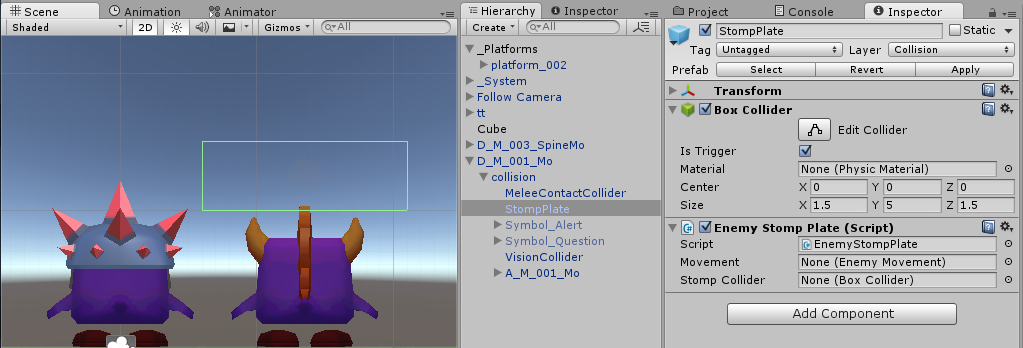 Scene
Animation
Animator
Shaded
2D
Gizmos
All
Hierarchy
Inspector
Create
All
_Platforms
platform_002
_System
Follow Camera
tt
Cube
D_M_003_SpineMo
D_M_001_Mo
collision
MeleeContactCollider
StompPlate
Symbol_Alert
Symbol_Question
VisionCollider
A_M_001_Mo
Project
Console
Inspector
StompPlate Static
Tag Untagged Layer Collision
Prefab Select Revert Apply
Transform
Box Collider
Edit Collider
Is Trigger
Material None (Physic Material)
Center X 0 Y 0 Z 0
Size X 1.5 Y 5 Z 1.5
Enemy Stomp Plate (Script)
Script EnemyStompPlate
Movement None (Enemy Movement)
Stomp Collider None (Box Collider)
Add Component